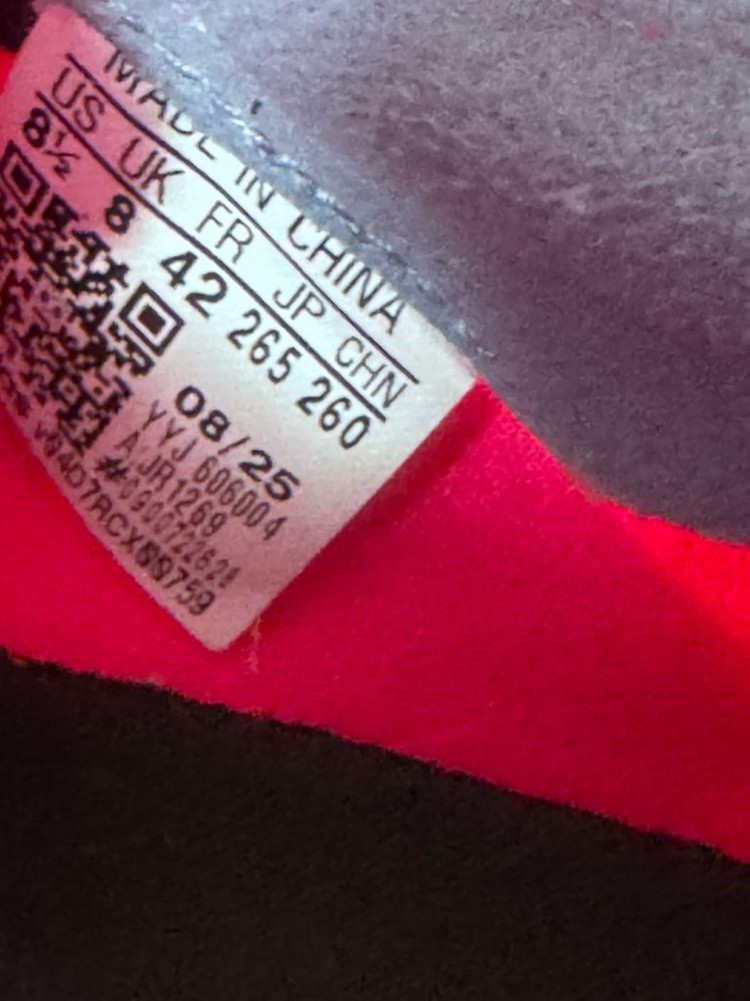 MADE IN CHINA
US UK FR JP CHN
8½ 8 42 265 260
08/25
YYJ 606004
AJR1269